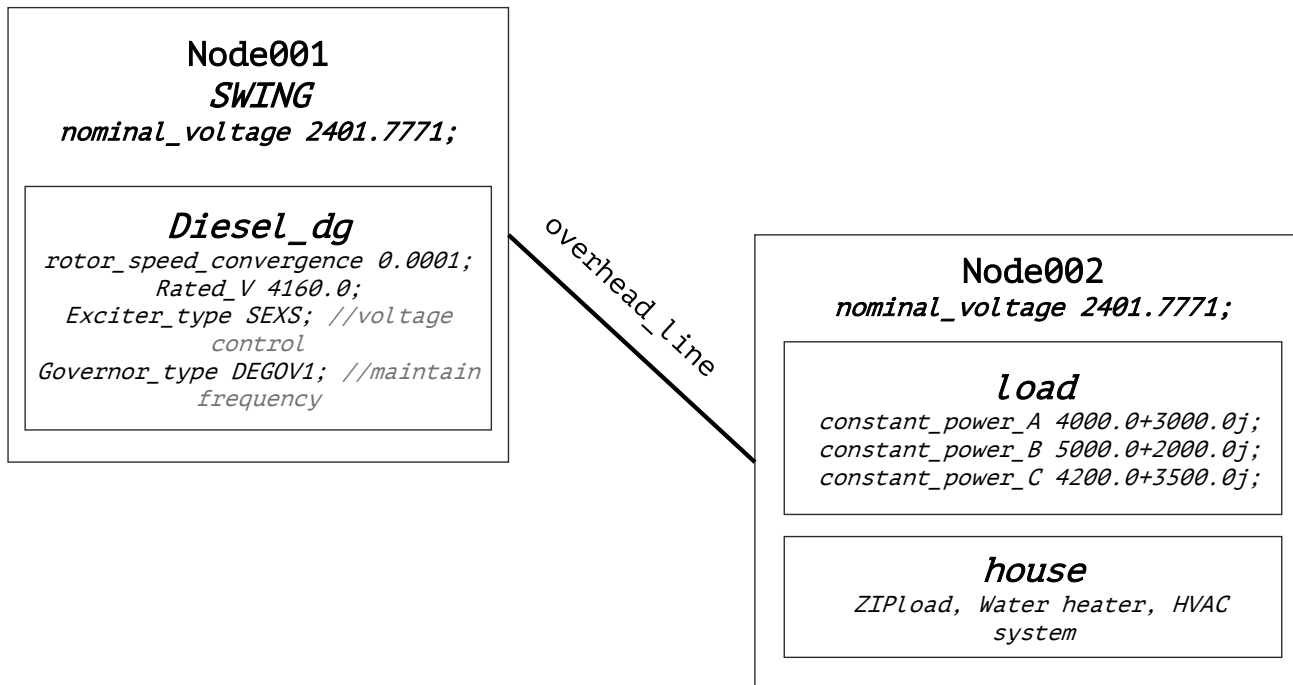 Node001
SWING
nominal_voltage 2401.7771;
Diesel_dg
rotor_speed_convergence 0.0001;
Rated_V 4160.0;
Exciter_type SEXS; //voltage
control
Governor_type DEGOV1; //maintain
frequency
overhead_line
Node002
nominal_voltage 2401.7771;
load
constant_power_A 4000.0+3000.0j;
constant_power_B 5000.0+2000.0j;
constant_power_C 4200.0+3500.0j;
house
ZIPload, Water heater, HVAC
system